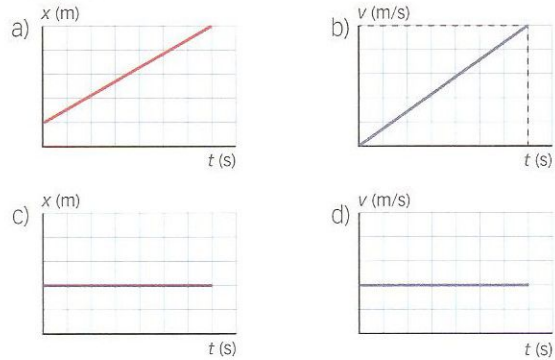 a)
x (m)
t (s)
b)
v (m/s)
t (s)
c)
x (m)
t (s)
d)
v (m/s)
t (s)